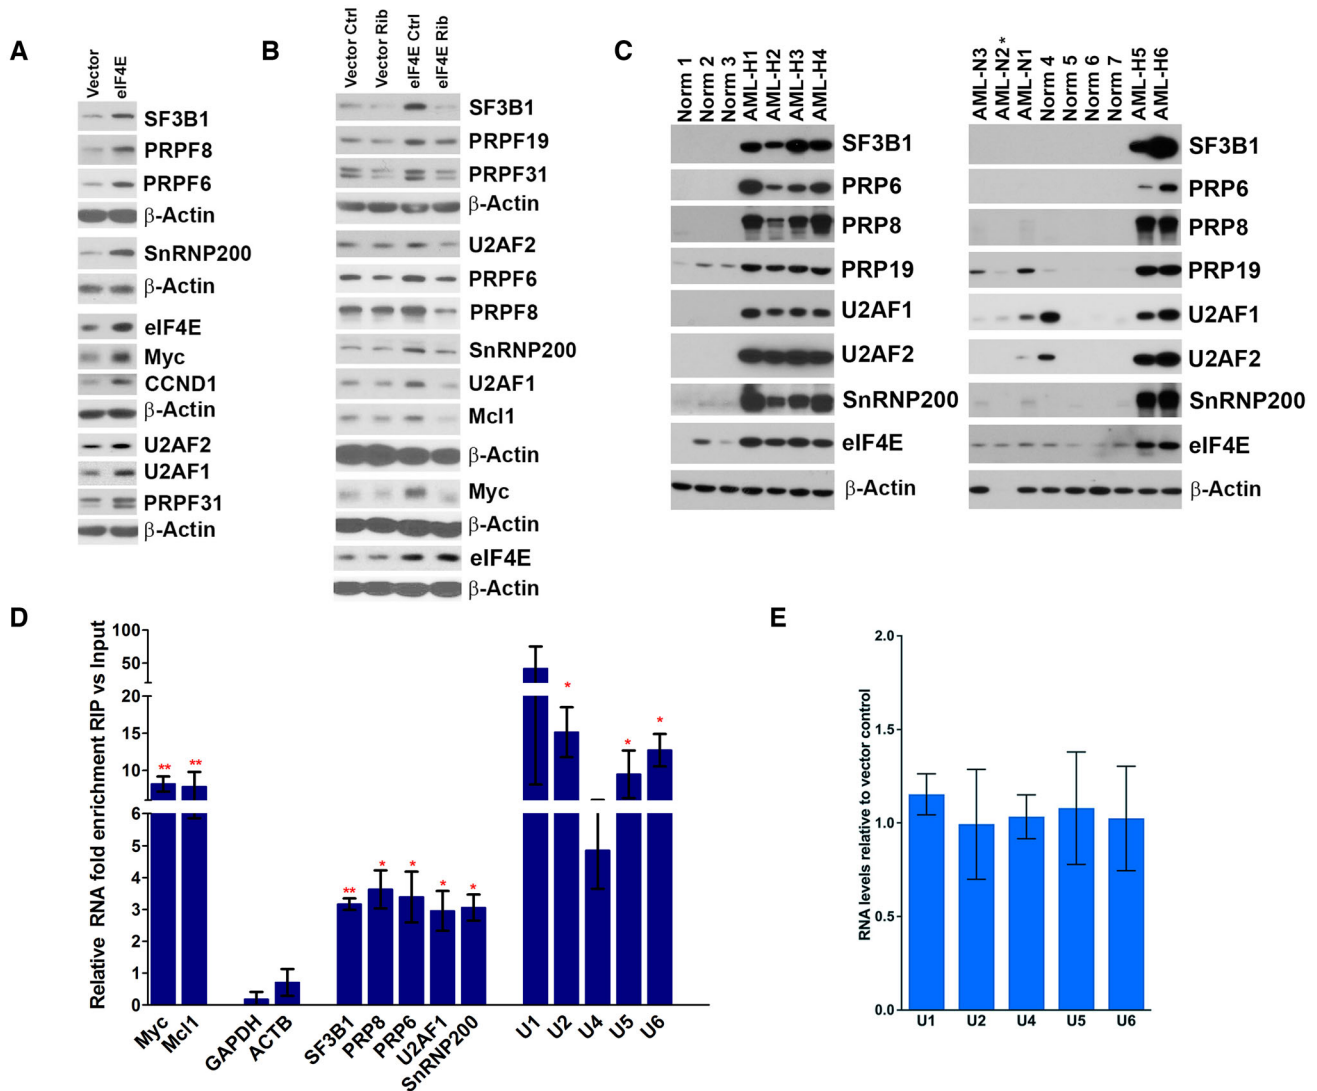 A
Vector
eIF4E
SF3B1
PRPF8
PRPF6
β-Actin
SnRNP200
β-Actin
eIF4E
Myc
CCND1
β-Actin
U2AF2
U2AF1
PRPF31
β-Actin
B
Vector Ctrl
Vector Rib
eIF4E Ctrl
eIF4E Rib
SF3B1
PRPF19
PRPF31
β-Actin
U2AF2
PRPF6
PRPF8
SnRNP200
U2AF1
Mcl1
β-Actin
Myc
β-Actin
eIF4E
β-Actin
C
Norm 1
Norm 2
Norm 3
AML-H1
AML-H2
AML-H3
AML-H4
SF3B1
PRP6
PRP8
PRP19
U2AF1
U2AF2
SnRNP200
eIF4E
β-Actin
AML-N3
AML-N2*
AML-N1
Norm 4
Norm 5
Norm 6
Norm 7
AML-H5
AML-H6
SF3B1
PRP6
PRP8
PRP19
U2AF1
U2AF2
SnRNP200
eIF4E
β-Actin
D
Relative RNA fold enrichment RIP vs Input
100
50
20
15
10
6
5
4
3
2
1
0
**
**
**
*
*
*
*
*
*
*
Myc
Mcl1
GAPDH
ACTB
SF3B1
PRP8
PRP6
U2AF1
SnRNP200
U1
U2
U4
U5
U6
E
RNA levels relative to vector control
2.0
1.5
1.0
0.5
0.0
U1
U2
U4
U5
U6